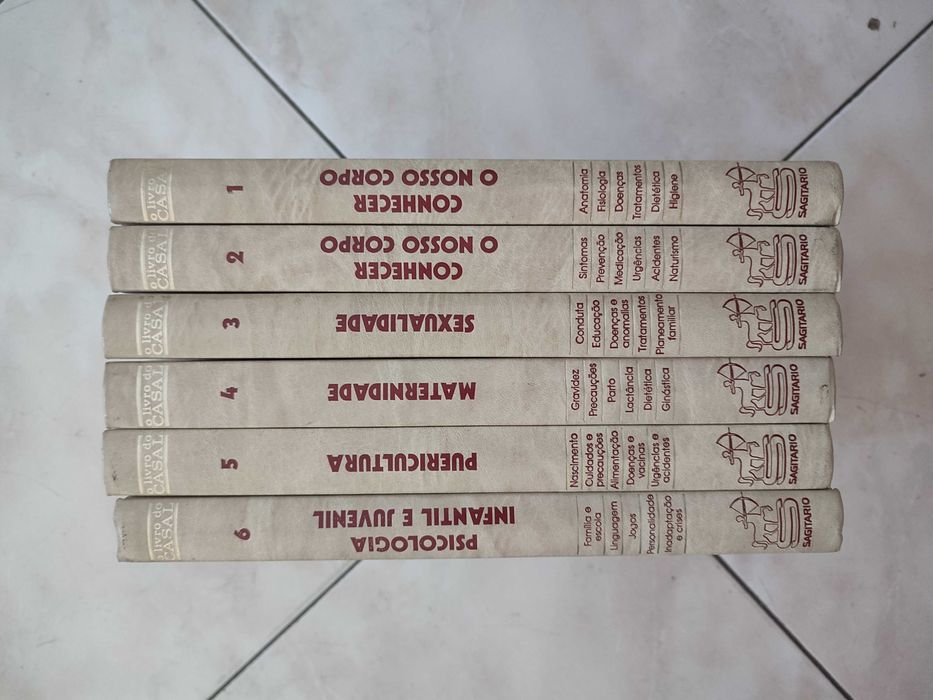 o livro do
CASAL
1
CONHECER
O NOSSO CORPO
Anatomia
Fisiologia
Doenças
Tratamentos
Dietética
Higiene
SAGITARIO
o livro do
CASAL
2
CONHECER
O NOSSO CORPO
Sintomas
Prevenção
Medicação
Urgências
Acidentes
Naturismo
SAGITARIO
o livro do
CASAL
3
SEXUALIDADE
Conduta
Educação
Doenças e
anomalias
Tratamentos
Planeamento
familiar
SAGITARIO
o livro do
CASAL
4
MATERNIDADE
Gravidez
Precauções
Parto
Lactância
Dietética
Ginástica
SAGITARIO
o livro do
CASAL
5
PUERICULTURA
Nascimento
Cuidados e
precauções
Alimentação
Doenças e
vacinas
Urgências e
acidentes
SAGITARIO
o livro do
CASAL
6
PSICOLOGIA
INFANTIL E JUVENIL
Família e
escola
Linguagem
Jogos
Personalidade
Inadaptação
e crises
SAGITARIO